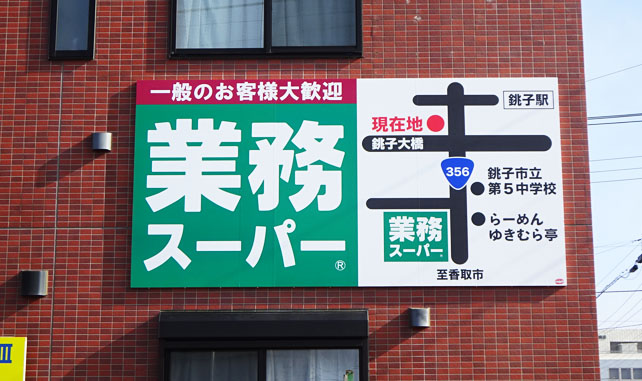 一般のお客様大歓迎
業務
スーパー®
銚子駅
現在地
銚子大橋
356
銚子市立
第5中学校
らーめん
ゆきむら亭
業務
スーパー
至香取市